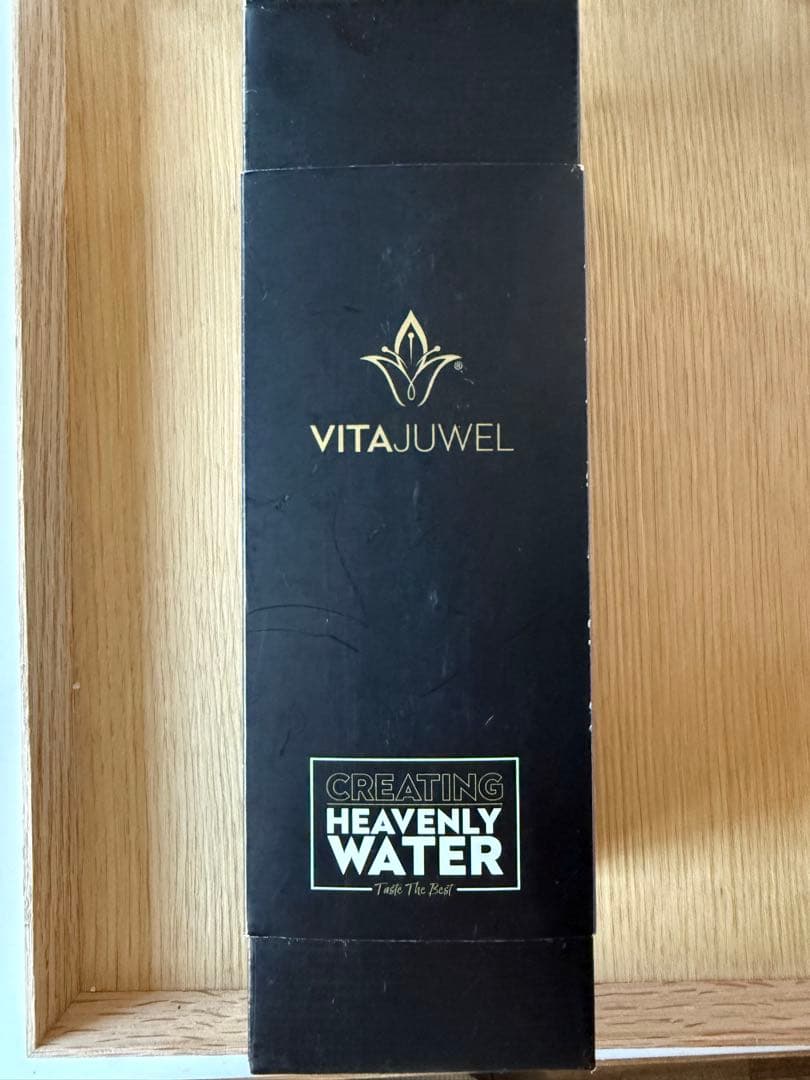 ®
VITAJUWEL
CREATING
HEAVENLY
WATER
Taste The Best